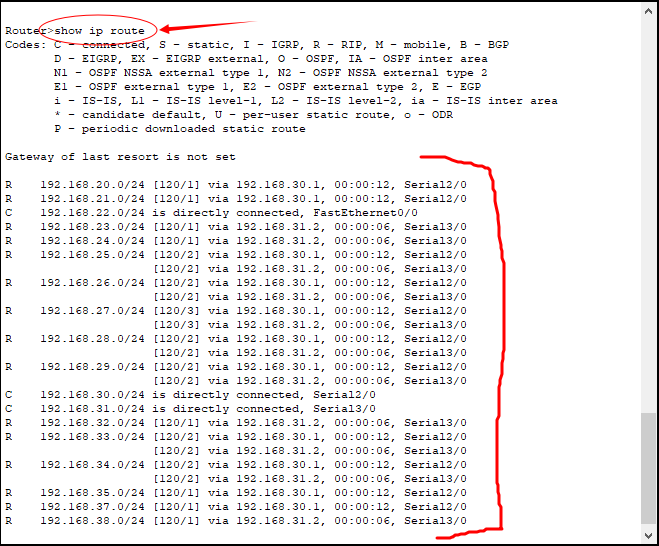 Router>show ip route
Codes: C - connected, S - static, I - IGRP, R - RIP, M - mobile, B - BGP
D - EIGRP, EX - EIGRP external, O - OSPF, IA - OSPF inter area
N1 - OSPF NSSA external type 1, N2 - OSPF NSSA external type 2
E1 - OSPF external type 1, E2 - OSPF external type 2, E - EGP
i - IS-IS, L1 - IS-IS level-1, L2 - IS-IS level-2, ia - IS-IS inter area
* - candidate default, U - per-user static route, o - ODR
P - periodic downloaded static route
Gateway of last resort is not set
R    192.168.20.0/24 [120/1] via 192.168.30.1, 00:00:12, Serial2/0
R    192.168.21.0/24 [120/1] via 192.168.30.1, 00:00:12, Serial2/0
C    192.168.22.0/24 is directly connected, FastEthernet0/0
R    192.168.23.0/24 [120/1] via 192.168.31.2, 00:00:06, Serial3/0
R    192.168.24.0/24 [120/1] via 192.168.31.2, 00:00:06, Serial3/0
R    192.168.25.0/24 [120/2] via 192.168.30.1, 00:00:12, Serial2/0
[120/2] via 192.168.31.2, 00:00:06, Serial3/0
R    192.168.26.0/24 [120/2] via 192.168.30.1, 00:00:12, Serial2/0
[120/2] via 192.168.31.2, 00:00:06, Serial3/0
R    192.168.27.0/24 [120/3] via 192.168.30.1, 00:00:12, Serial2/0
[120/3] via 192.168.31.2, 00:00:06, Serial3/0
R    192.168.28.0/24 [120/2] via 192.168.30.1, 00:00:12, Serial2/0
[120/2] via 192.168.31.2, 00:00:06, Serial3/0
R    192.168.29.0/24 [120/2] via 192.168.30.1, 00:00:12, Serial2/0
[120/2] via 192.168.31.2, 00:00:06, Serial3/0
C    192.168.30.0/24 is directly connected, Serial2/0
C    192.168.31.0/24 is directly connected, Serial3/0
R    192.168.32.0/24 [120/1] via 192.168.31.2, 00:00:06, Serial3/0
R    192.168.33.0/24 [120/2] via 192.168.30.1, 00:00:12, Serial2/0
[120/2] via 192.168.31.2, 00:00:06, Serial3/0
R    192.168.34.0/24 [120/2] via 192.168.30.1, 00:00:12, Serial2/0
[120/2] via 192.168.31.2, 00:00:06, Serial3/0
R    192.168.35.0/24 [120/1] via 192.168.30.1, 00:00:12, Serial2/0
R    192.168.37.0/24 [120/1] via 192.168.30.1, 00:00:12, Serial2/0
R    192.168.38.0/24 [120/1] via 192.168.31.2, 00:00:06, Serial3/0